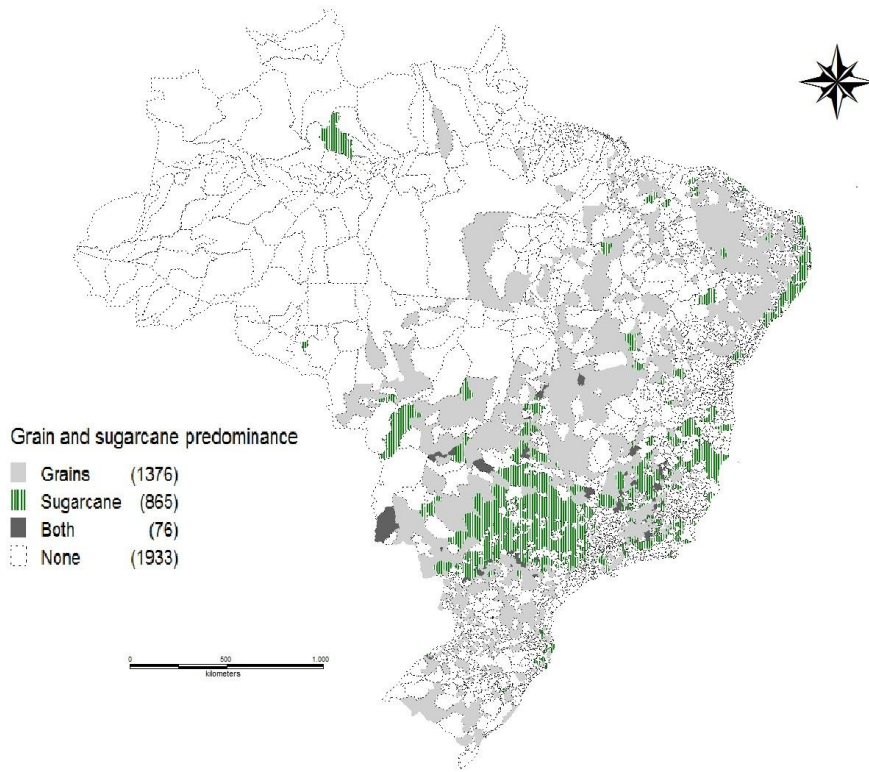 Grain and sugarcane predominance
Grains (1376)
Sugarcane (865)
Both (76)
None (1933)
0 500 1.000
kilometers